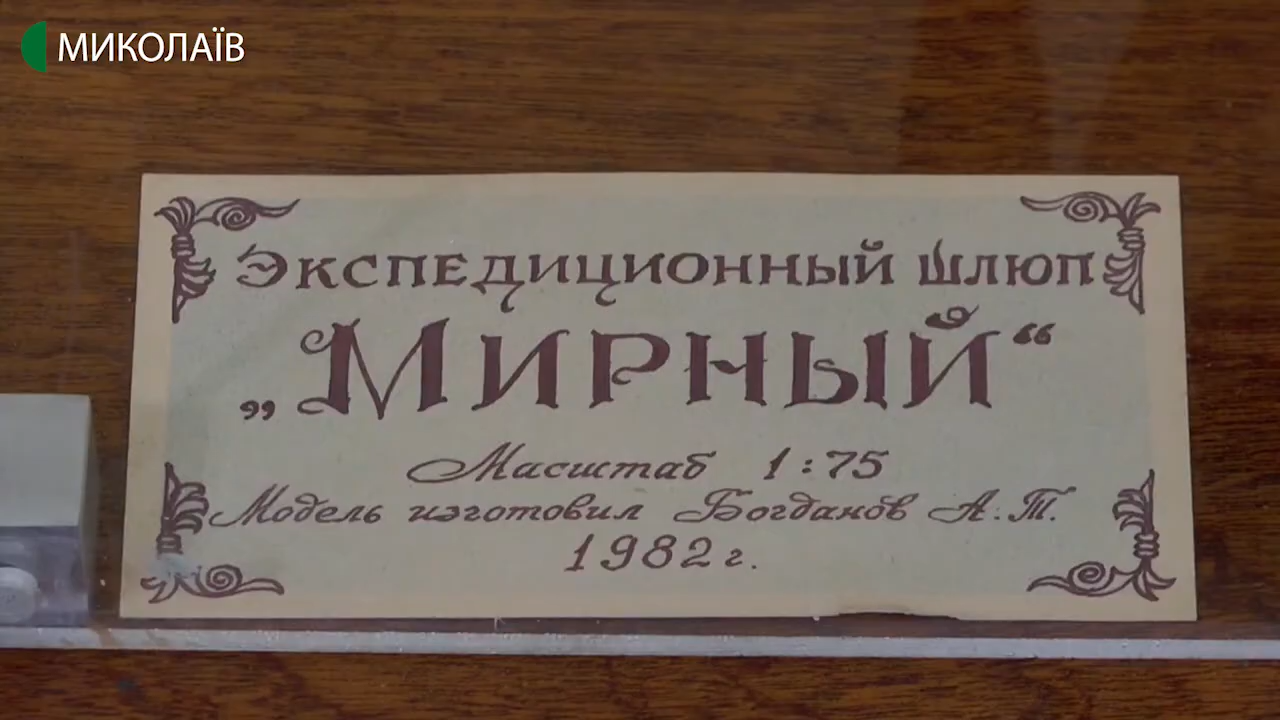 МИКОЛАЇВ
Экспедиционный шлюп
„Мирный“
Масштаб 1:75
Модель изготовил Богданов А.Т.
1982 г.